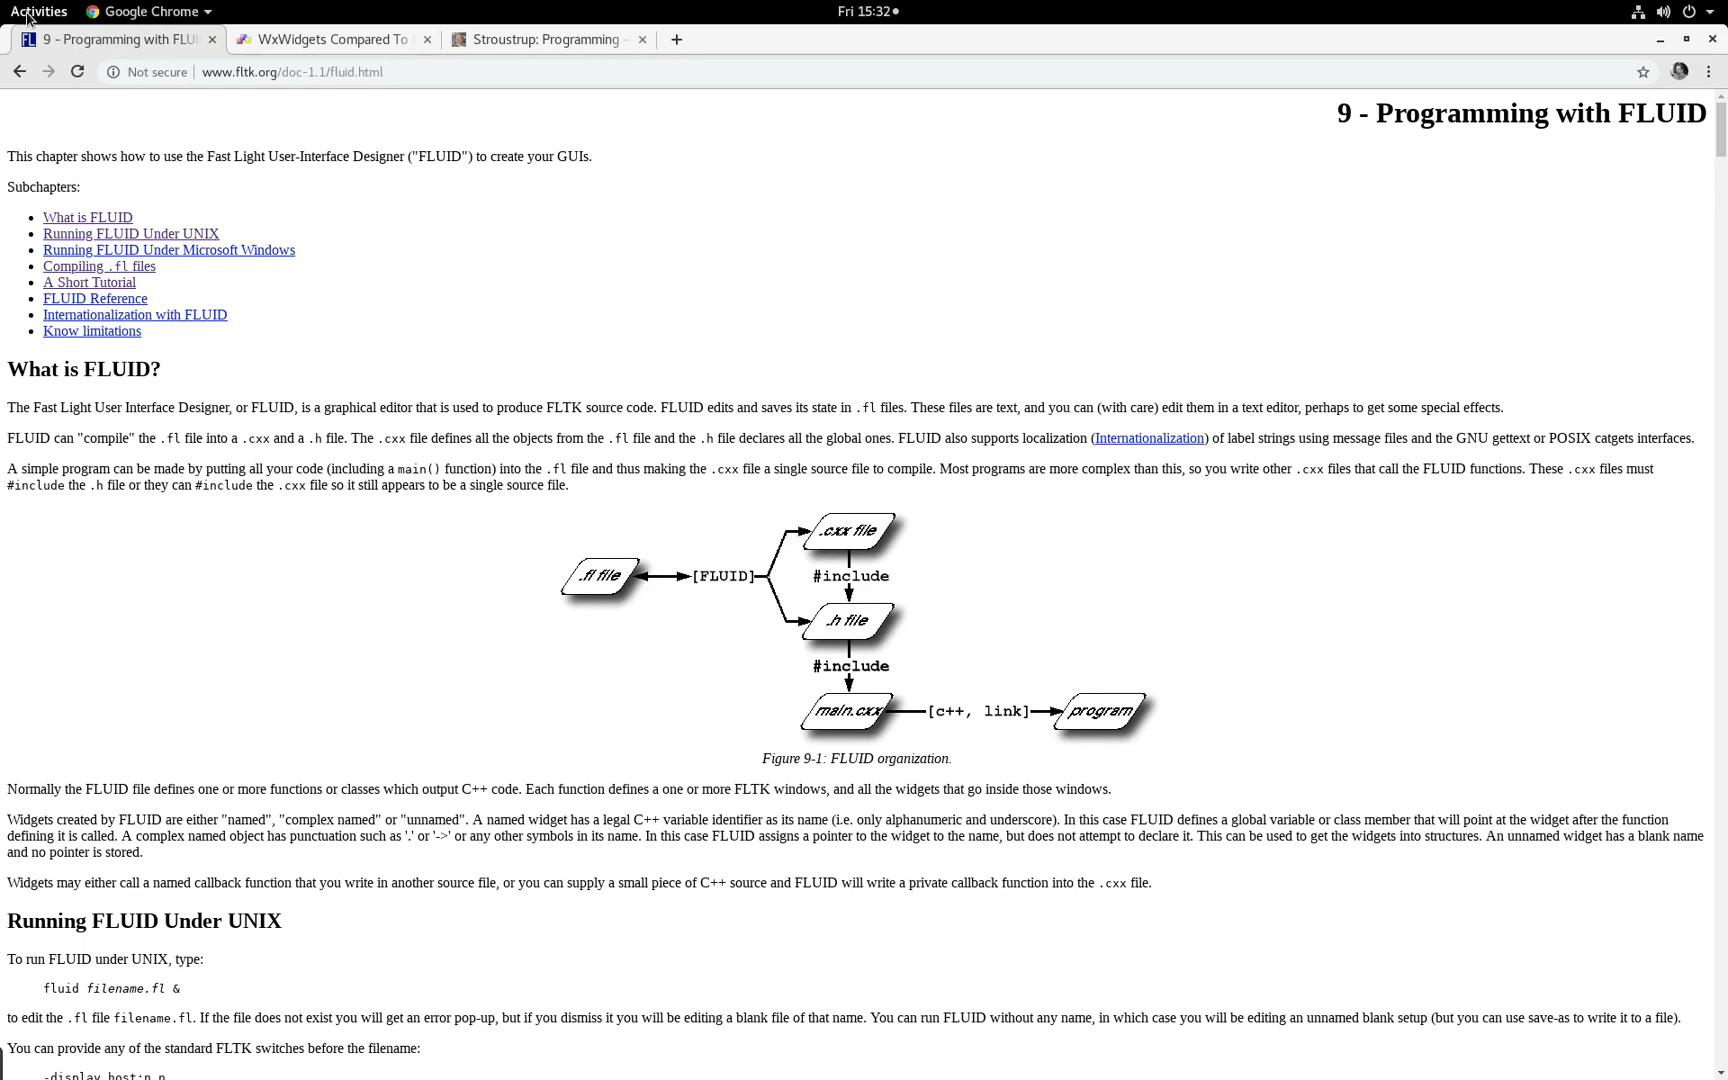 Activities Google Chrome Fri 15:32
9 - Programming with FLU
WxWidgets Compared To
Stroustrup: Programming -
Not secure www.fltk.org/doc-1.1/fluid.html
9 - Programming with FLUID
This chapter shows how to use the Fast Light User-Interface Designer ("FLUID") to create your GUIs.
Subchapters:
What is FLUID
Running FLUID Under UNIX
Running FLUID Under Microsoft Windows
Compiling .fl files
A Short Tutorial
FLUID Reference
Internationalization with FLUID
Know limitations
What is FLUID?
The Fast Light User Interface Designer, or FLUID, is a graphical editor that is used to produce FLTK source code. FLUID edits and saves its state in .fl files. These files are text, and you can (with care) edit them in a text editor, perhaps to get some special effects.
FLUID can "compile" the .fl file into a .cxx and a .h file. The .cxx file defines all the objects from the .fl file and the .h file declares all the global ones. FLUID also supports localization (Internationalization) of label strings using message files and the GNU gettext or POSIX catgets interfaces.
A simple program can be made by putting all your code (including a main() function) into the .fl file and thus making the .cxx file a single source file to compile. Most programs are more complex than this, so you write other .cxx files that call the FLUID functions. These .cxx files must
#include the .h file or they can #include the .cxx file so it still appears to be a single source file.
.cxx file
.fl file [FLUID] #include
.h file
#include
main.cxx [c++, link] program
Figure 9-1: FLUID organization.
Normally the FLUID file defines one or more functions or classes which output C++ code. Each function defines a one or more FLTK windows, and all the widgets that go inside those windows.
Widgets created by FLUID are either "named", "complex named" or "unnamed". A named widget has a legal C++ variable identifier as its name (i.e. only alphanumeric and underscore). In this case FLUID defines a global variable or class member that will point at the widget after the function
defining it is called. A complex named object has punctuation such as '.' or '->' or any other symbols in its name. In this case FLUID assigns a pointer to the widget to the name, but does not attempt to declare it. This can be used to get the widgets into structures. An unnamed widget has a blank name
and no pointer is stored.
Widgets may either call a named callback function that you write in another source file, or you can supply a small piece of C++ source and FLUID will write a private callback function into the .cxx file.
Running FLUID Under UNIX
To run FLUID under UNIX, type:
fluid filename.fl &
to edit the .fl file filename.fl. If the file does not exist you will get an error pop-up, but if you dismiss it you will be editing a blank file of that name. You can run FLUID without any name, in which case you will be editing an unnamed blank setup (but you can use save-as to write it to a file).
You can provide any of the standard FLTK switches before the filename:
-display host:n.n